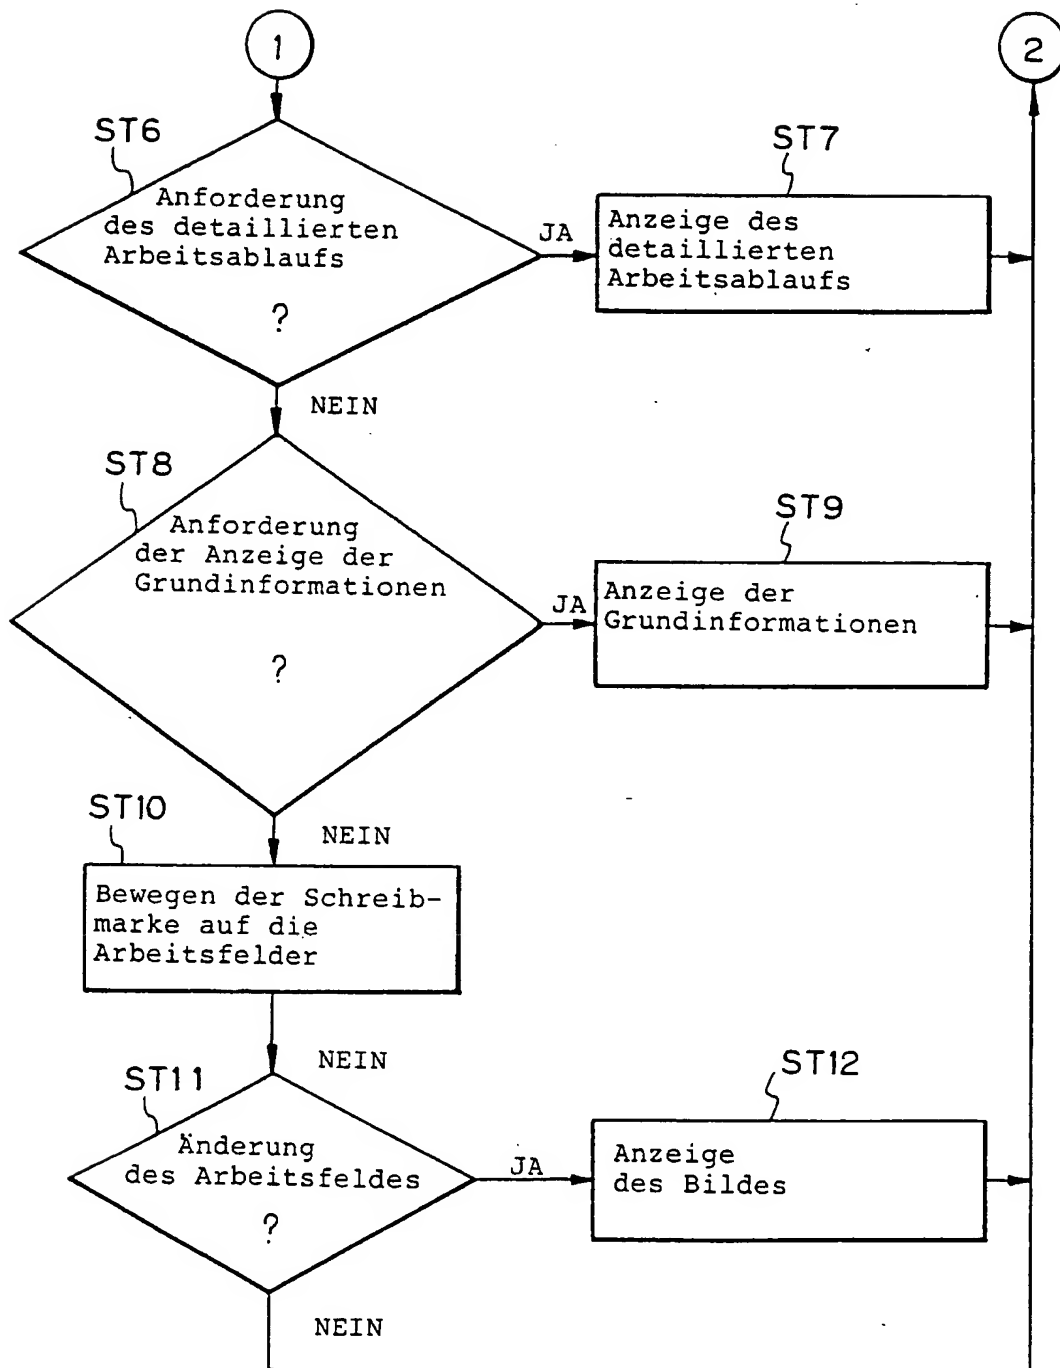 1
2
ST6
Anforderung
des detaillierten
Arbeitsablaufs
?
JA
ST7
Anzeige des
detaillierten
Arbeitsablaufs
NEIN
ST8
Anforderung
der Anzeige der
Grundinformationen
?
JA
ST9
Anzeige der
Grundinformationen
NEIN
ST10
Bewegen der Schreib-
marke auf die
Arbeitsfelder
NEIN
ST11
Änderung
des Arbeitsfeldes
?
JA
ST12
Anzeige
des Bildes
NEIN